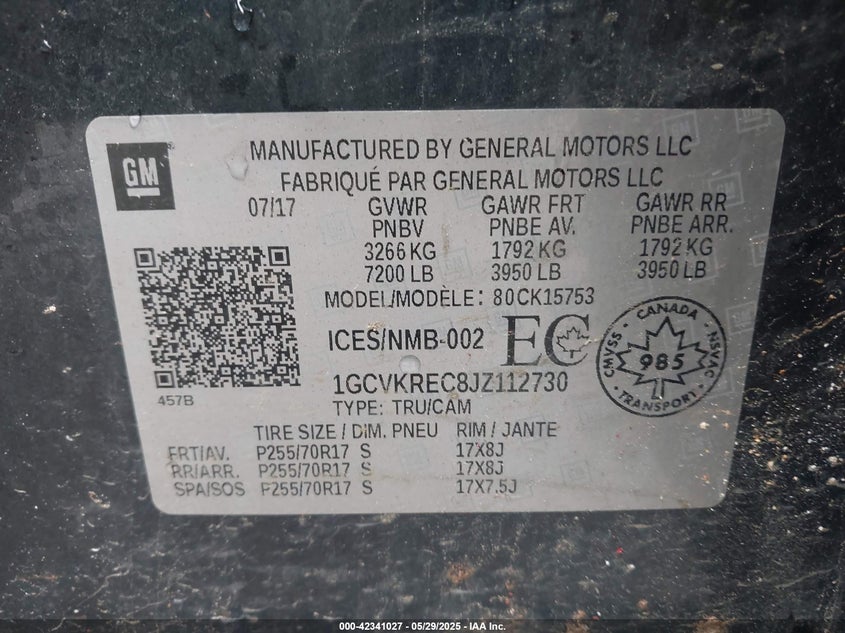 GM
MANUFACTURED BY GENERAL MOTORS LLC
FABRIQUÉ PAR GENERAL MOTORS LLC
07/17 GVWR GAWR FRT GAWR RR
PNBV PNBE AV. PNBE ARR.
3266 KG 1792 KG 1792 KG
7200 LB 3950 LB 3950 LB
MODEL/MODÈLE: 80CK15753
ICES/NMB-002 EC
CANADA
CMVSS 985 NSVAC
TRANSPORT
1GCVKREC8JZ112730
457B
TYPE: TRU/CAM
TIRE SIZE / DIM. PNEU RIM / JANTE
FRT/AV. P255/70R17 S 17X8J
RR/ARR. P255/70R17 S 17X8J
SPA/SOS P255/70R17 S 17X7.5J
000-42341027 - 05/29/2025 - IAA Inc.